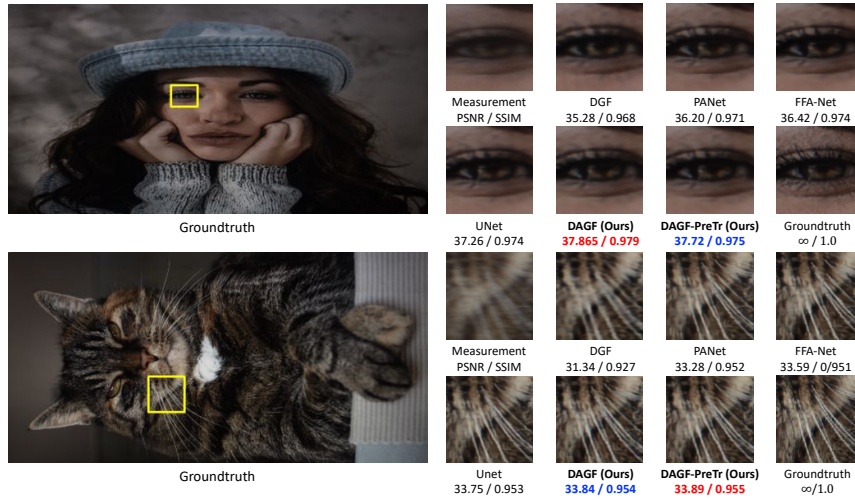 Measurement
PSNR / SSIM
DGF
35.28 / 0.968
PANet
36.20 / 0.971
FFA-Net
36.42 / 0.974
UNet
37.26 / 0.974
DAGF (Ours)
37.865 / 0.979
DAGF-PreTr (Ours)
37.72 / 0.975
Groundtruth
∞ / 1.0
Groundtruth
Measurement
PSNR / SSIM
DGF
31.34 / 0.927
PANet
33.28 / 0.952
FFA-Net
33.59 / 0/951
Unet
33.75 / 0.953
DAGF (Ours)
33.84 / 0.954
DAGF-PreTr (Ours)
33.89 / 0.955
Groundtruth
∞/1.0
Groundtruth